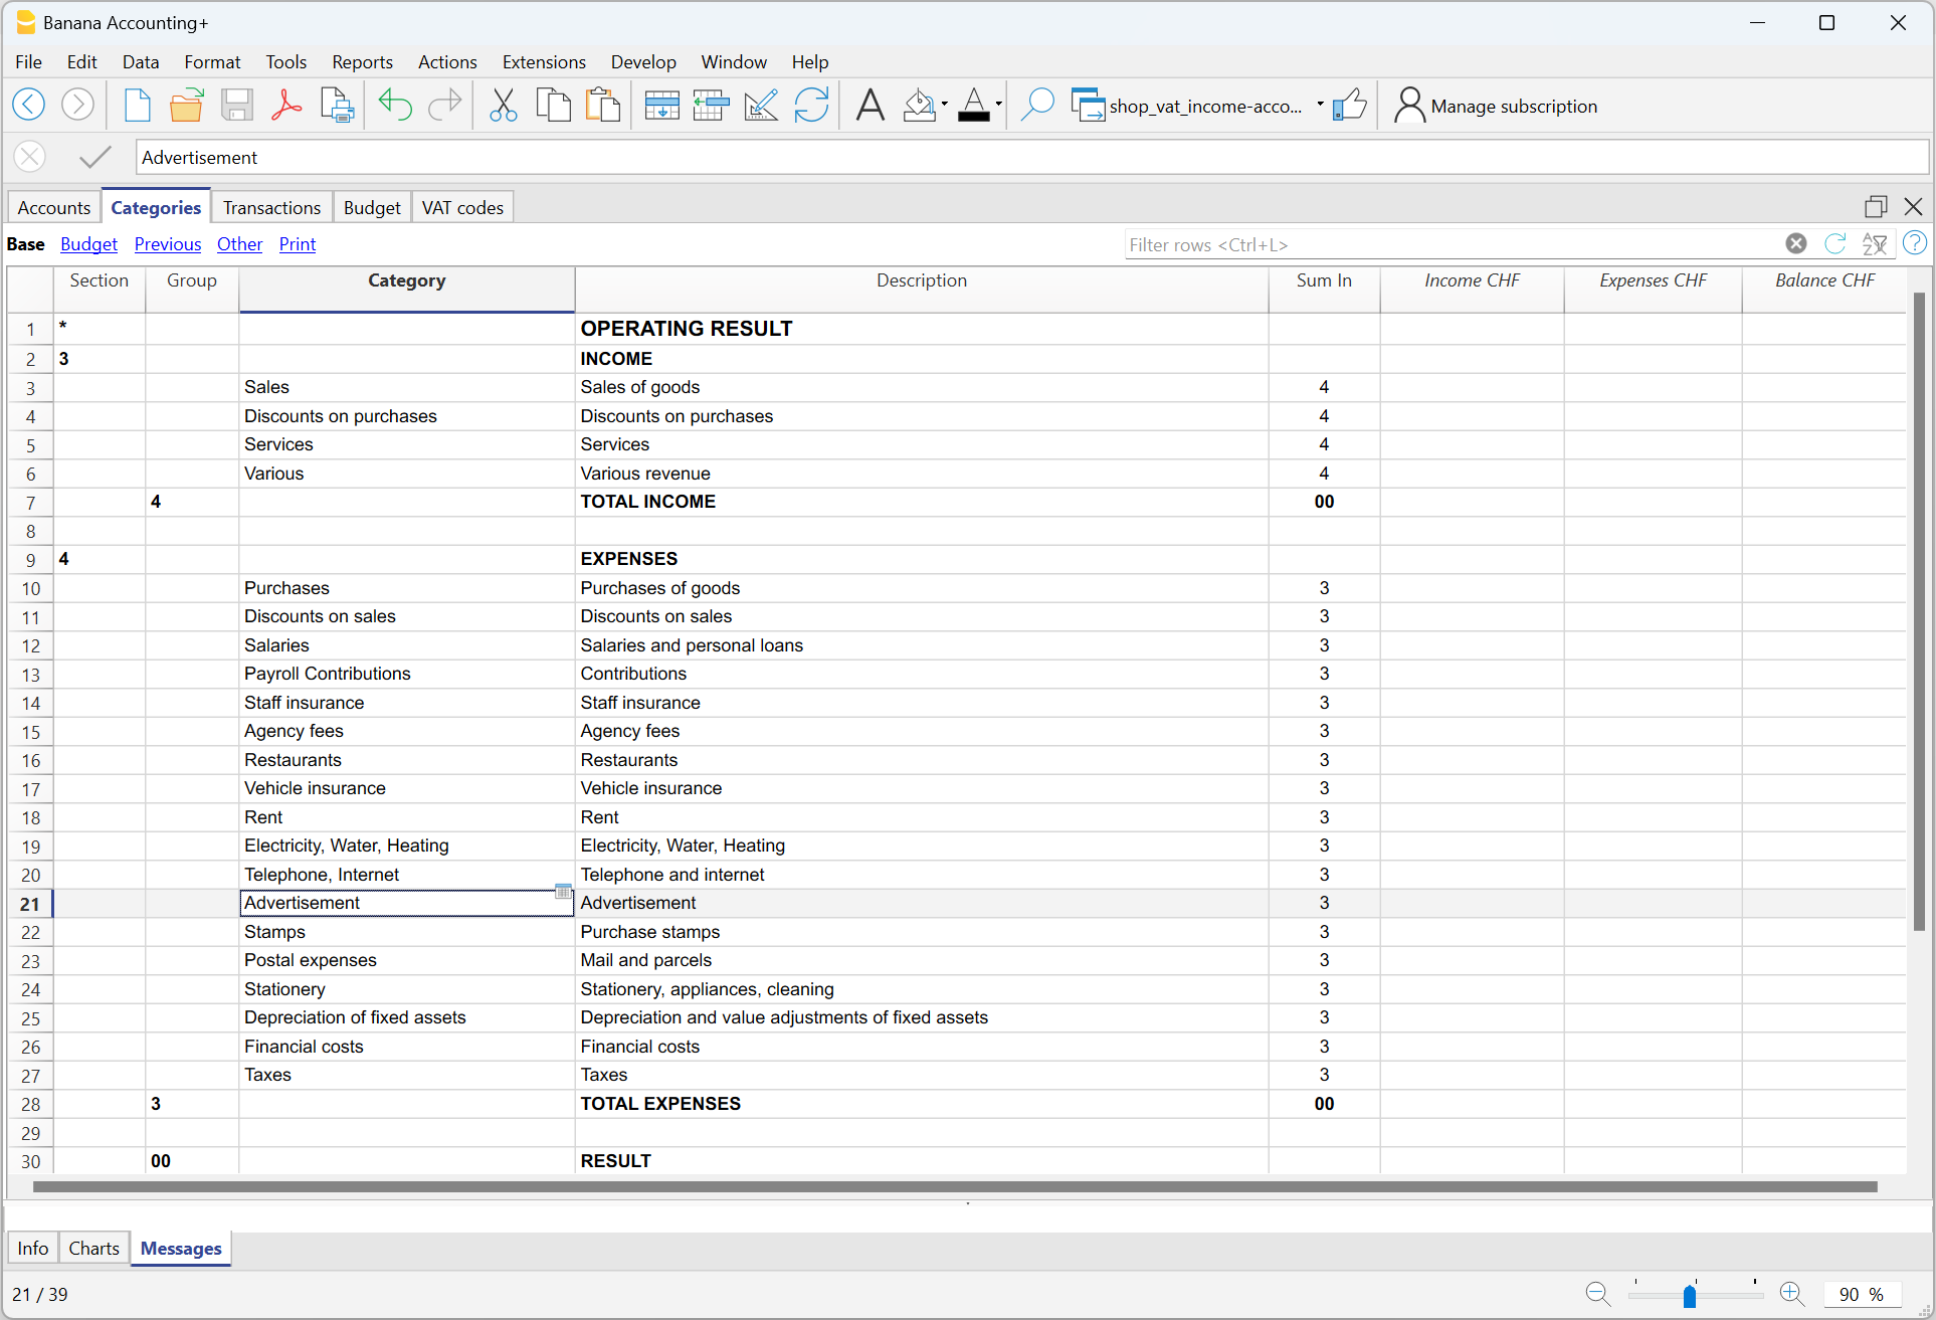 Banana Accounting+
File Edit Data Format Tools Reports Actions Extensions Develop Window Help
shop_vat_income-acco... Manage subscription
Advertisement
Accounts Categories Transactions Budget VAT codes
Base Budget Previous Other Print Filter rows <Ctrl+L>
Section Group Category Description Sum In Income CHF Expenses CHF Balance CHF
1 * OPERATING RESULT
2 3 INCOME
3 Sales Sales of goods 4
4 Discounts on purchases Discounts on purchases 4
5 Services Services 4
6 Various Various revenue 4
7 4 TOTAL INCOME 00
8
9 4 EXPENSES
10 Purchases Purchases of goods 3
11 Discounts on sales Discounts on sales 3
12 Salaries Salaries and personal loans 3
13 Payroll Contributions Contributions 3
14 Staff insurance Staff insurance 3
15 Agency fees Agency fees 3
16 Restaurants Restaurants 3
17 Vehicle insurance Vehicle insurance 3
18 Rent Rent 3
19 Electricity, Water, Heating Electricity, Water, Heating 3
20 Telephone, Internet Telephone and internet 3
21 Advertisement Advertisement 3
22 Stamps Purchase stamps 3
23 Postal expenses Mail and parcels 3
24 Stationery Stationery, appliances, cleaning 3
25 Depreciation of fixed assets Depreciation and value adjustments of fixed assets 3
26 Financial costs Financial costs 3
27 Taxes Taxes 3
28 3 TOTAL EXPENSES 00
29
30 00 RESULT
Info Charts Messages
21 / 39 90 %